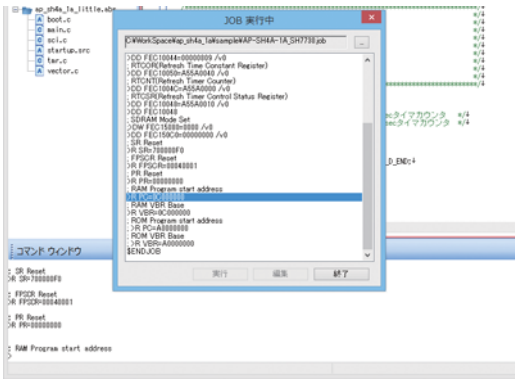 ap_sh4a_1a_little.abs
boot.c
main.c
sci.c
startup.src
tmr.c
vector.c
JOB 実行中
C:¥WorkSpace¥ap_sh4a_1a¥sample¥AP-SH4A-1A_SH7730.job
...
>DD FEC10044=00000009 /v0
; RTCOR(Refresh Time Constant Register)
>DD FEC10050=A55A0040 /v0
; RTCNT(Refresh Timer Counter)
>DD FEC1004C=A55A0000 /v0
; RTCSR(Refresh Timer Control Status Register)
>DD FEC10048=A55A0010 /v0
>DD FEC10048
; SDRAM Mode Set
>DW FEC15080=0000 /v0
>DD FEC150C0=00000000 /v0
; SR Reset
>R SR=700000F0
; FPSCR Reset
>R FPSCR=00040001
; PR Reset
>R PR=00000000
; RAM Program start address
>R PC=0C000000
; RAM VBR Base
>R VBR=0C000000
; ROM Program start address
; >R PC=A0000000
; ROM VBR Base
; >R VBR=A0000000
$ENDJOB
実行
編集
終了
secタイマカウンタ */↓
secタイマカウンタ */↓
_D_END;↓
コマンド ウィンドウ
; SR Reset
>R SR=700000F0
; FPSCR Reset
>R FPSCR=00040001
; PR Reset
>R PR=00000000
; RAM Program start address
>